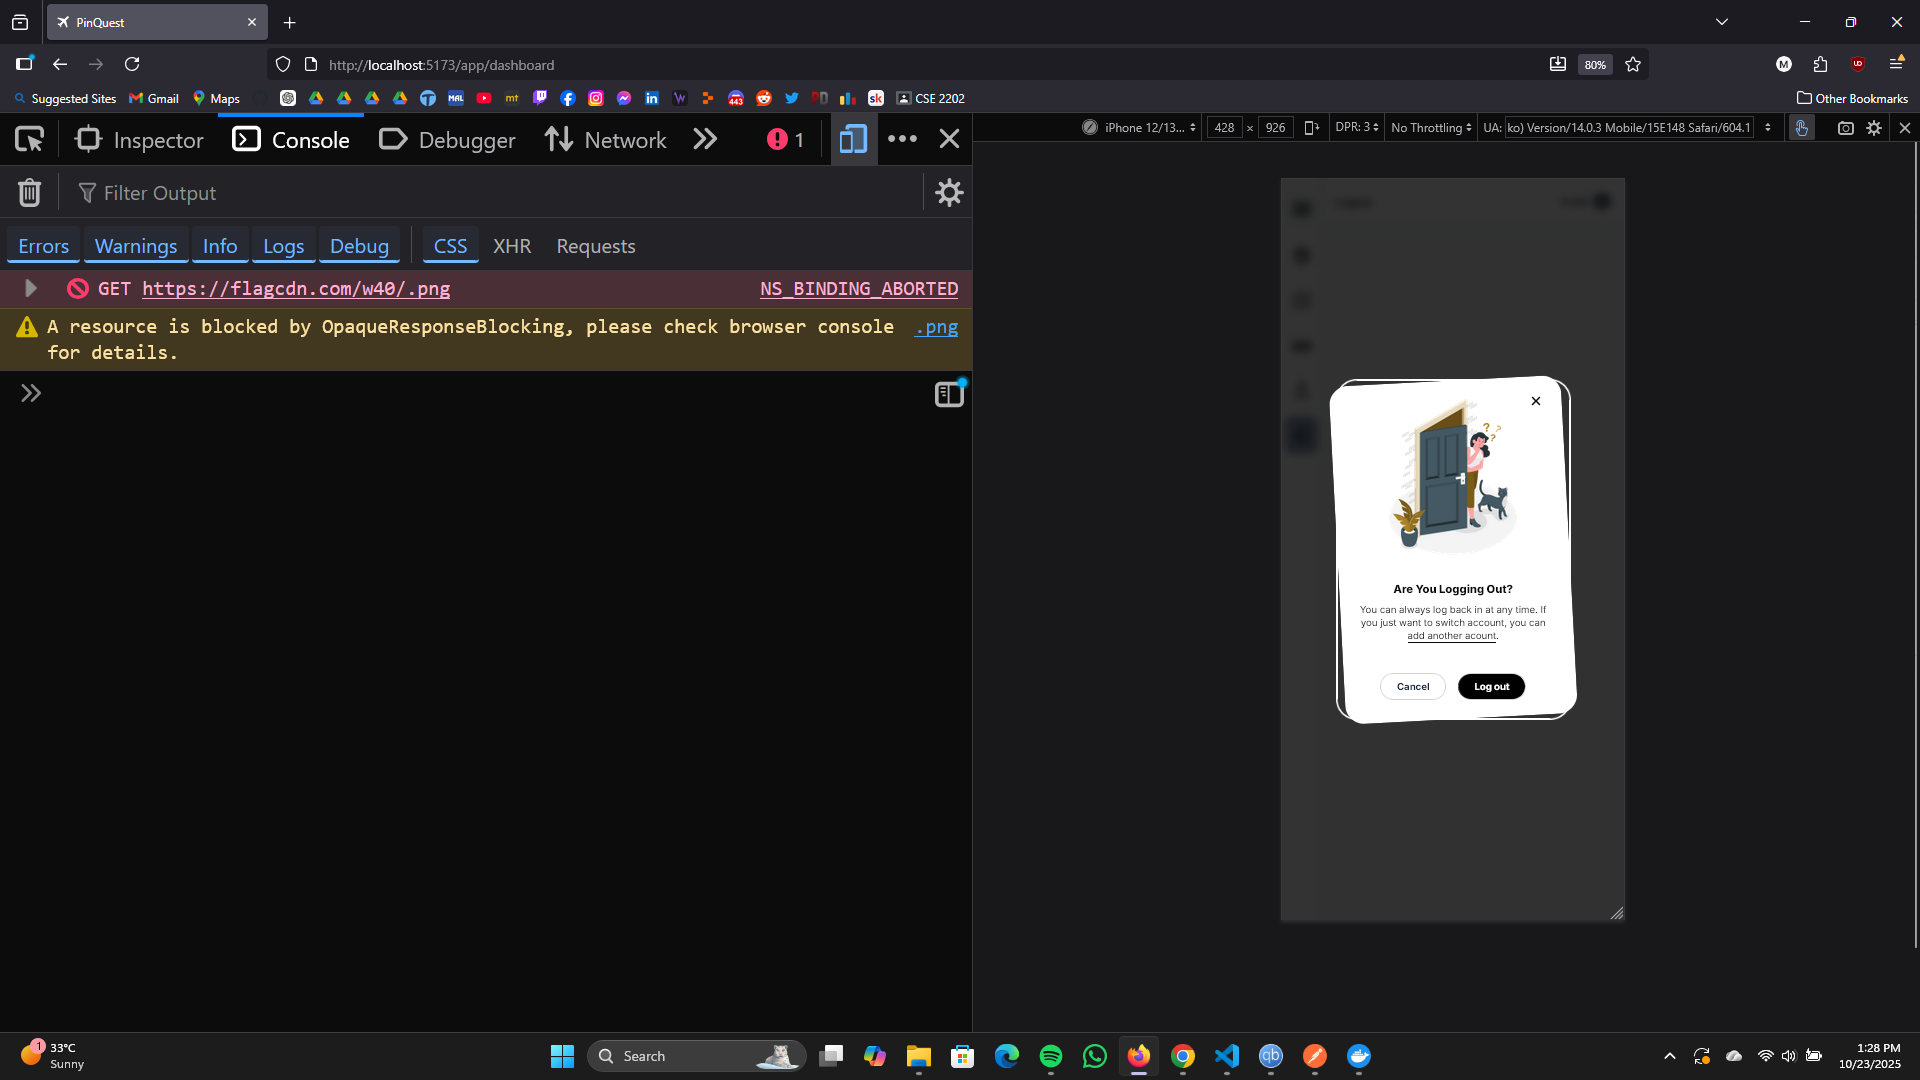 PinQuest
http://localhost:5173/app/dashboard
80%
Suggested Sites
Gmail
Maps
CSE 2202
Other Bookmarks
Inspector
Console
Debugger
Network
1
iPhone 12/13...
428 × 926
DPR: 3
No Throttling
UA: ko) Version/14.0.3 Mobile/15E148 Safari/604.1
Filter Output
Errors
Warnings
Info
Logs
Debug
CSS
XHR
Requests
GET https://flagcdn.com/w40/.png
NS_BINDING_ABORTED
A resource is blocked by OpaqueResponseBlocking, please check browser console
.png
for details.
Are You Logging Out?
You can always log back in at any time. If
you just want to switch account, you can
add another acount.
Cancel
Log out
1
33°C
Sunny
Search
1:28 PM
10/23/2025